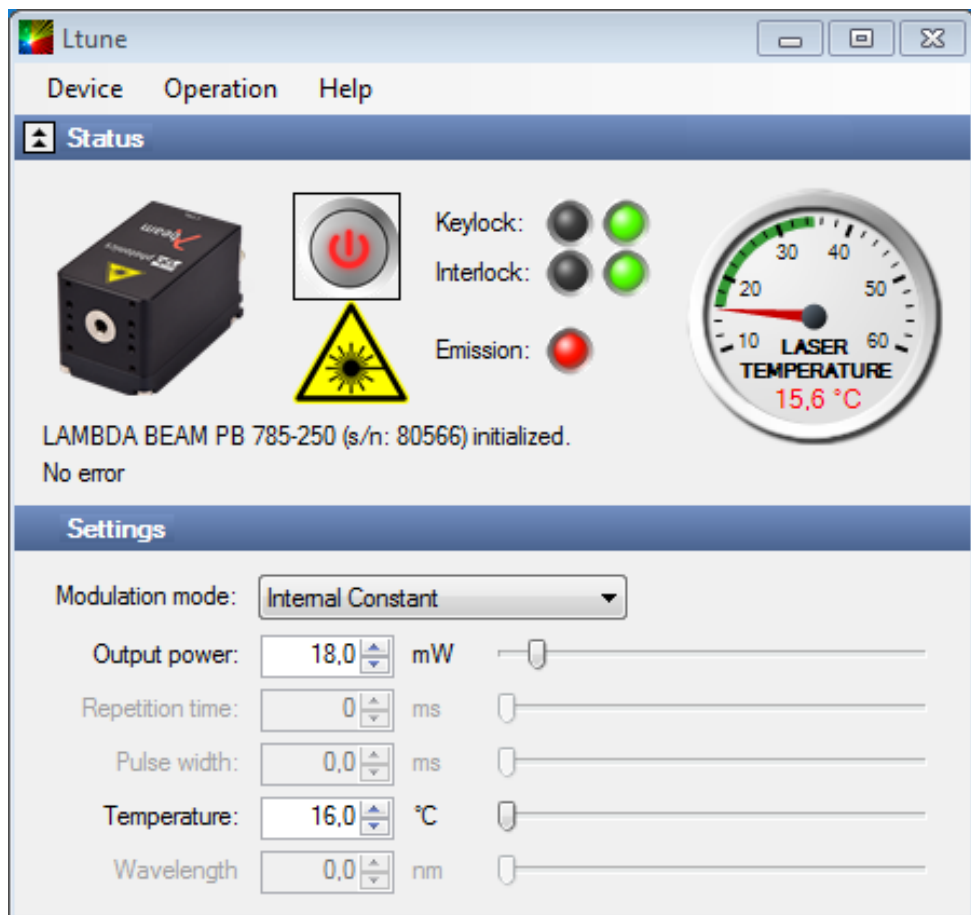 Ltune
Device Operation Help
Status
Keylock:
Interlock:
Emission:
10 20 30 40 50 60
LASER
TEMPERATURE
15,6 °C
LAMBDA BEAM PB 785-250 (s/n: 80566) initialized.
No error
Settings
Modulation mode: Internal Constant
Output power: 18,0 mW
Repetition time: 0 ms
Pulse width: 0,0 ms
Temperature: 16,0 °C
Wavelength 0,0 nm